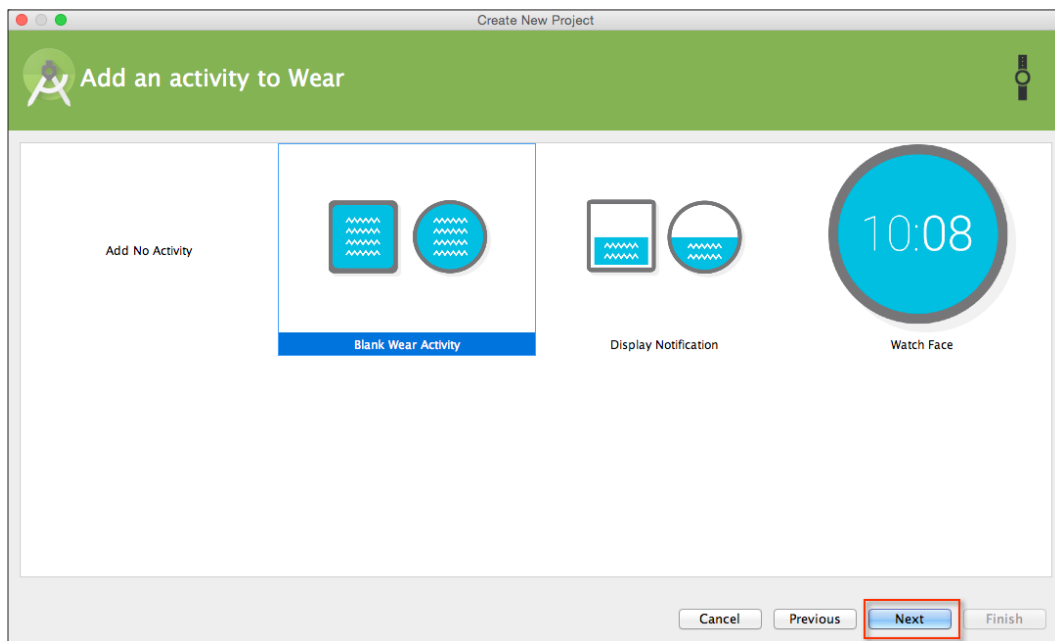 Create New Project
Add an activity to Wear
10:08
Add No Activity
Blank Wear Activity
Display Notification
Watch Face
Cancel
Previous
Next
Finish